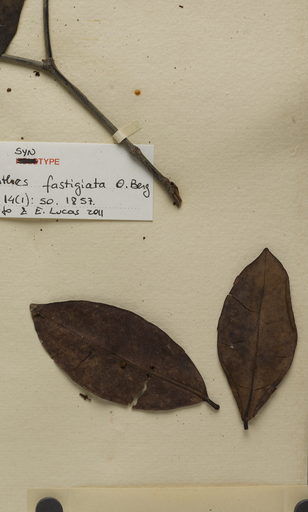 SYN
TYPE
fastigiata O. Berg
14(1): 50. 1857.
& E. Lucas 2011